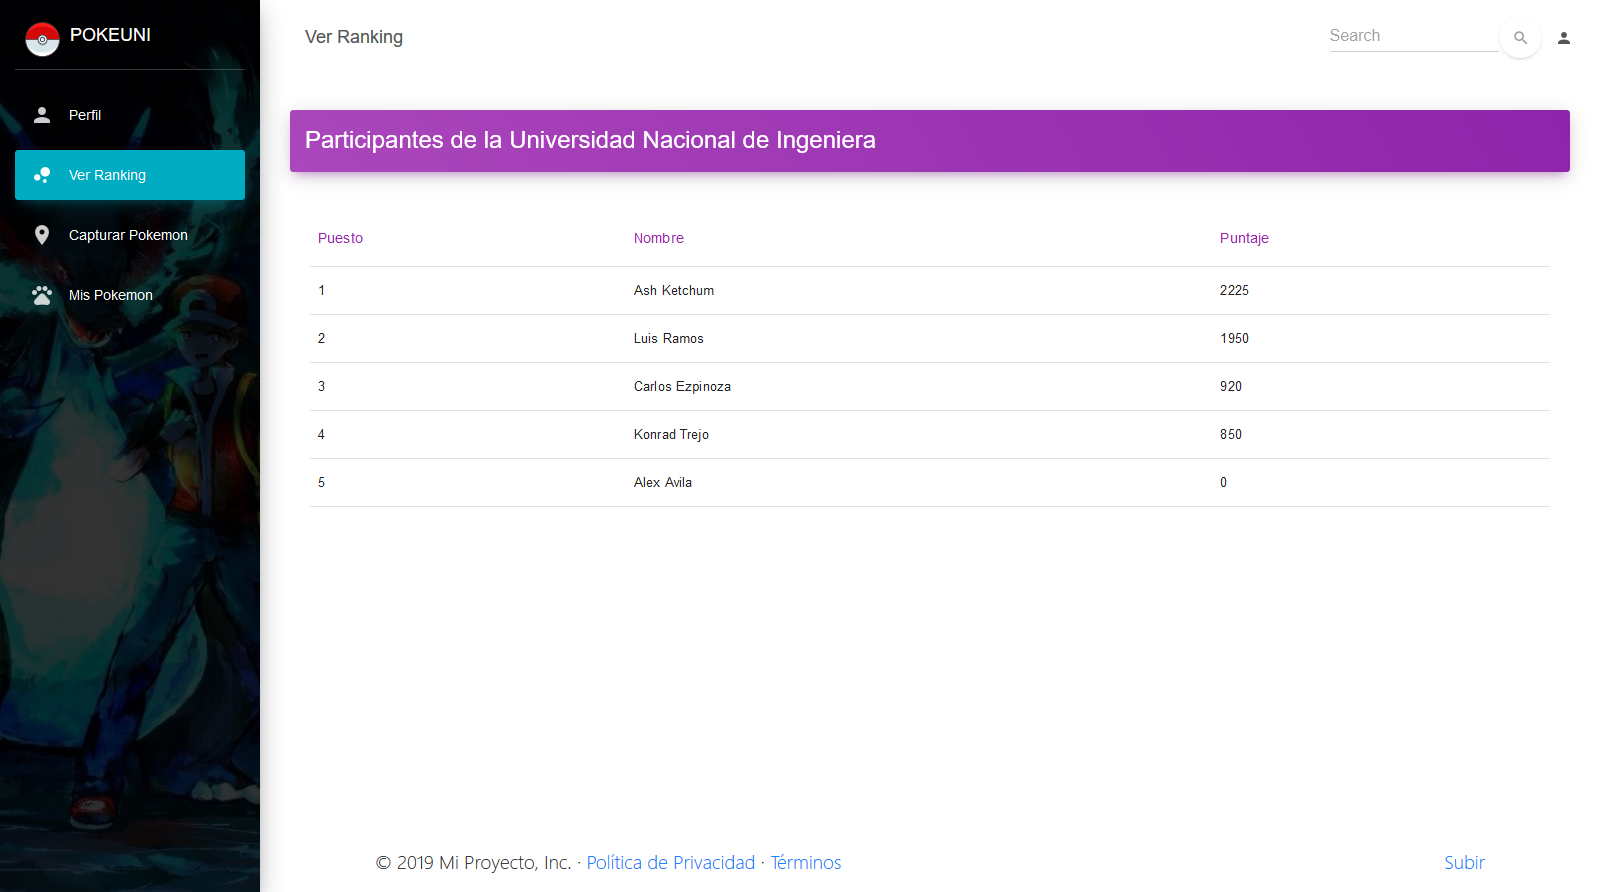 POKEUNI
Perfil
Ver Ranking
Capturar Pokemon
Mis Pokemon
Ver Ranking
Search
Participantes de la Universidad Nacional de Ingeniera
Puesto Nombre Puntaje
1 Ash Ketchum 2225
2 Luis Ramos 1950
3 Carlos Ezpinoza 920
4 Konrad Trejo 850
5 Alex Avila 0
© 2019 Mi Proyecto, Inc. · Política de Privacidad · Términos Subir